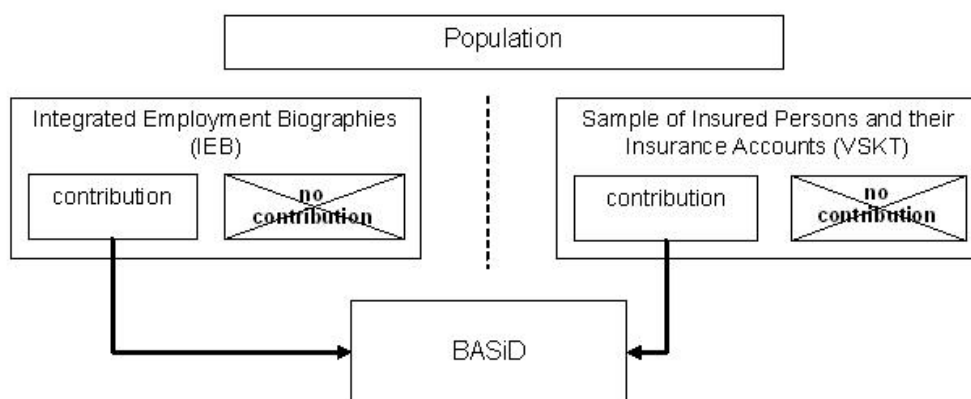 Population
Integrated Employment Biographies
(IEB)
contribution
no
contribution
Sample of Insured Persons and their
Insurance Accounts (VSKT)
contribution
no
contribution
BASiD